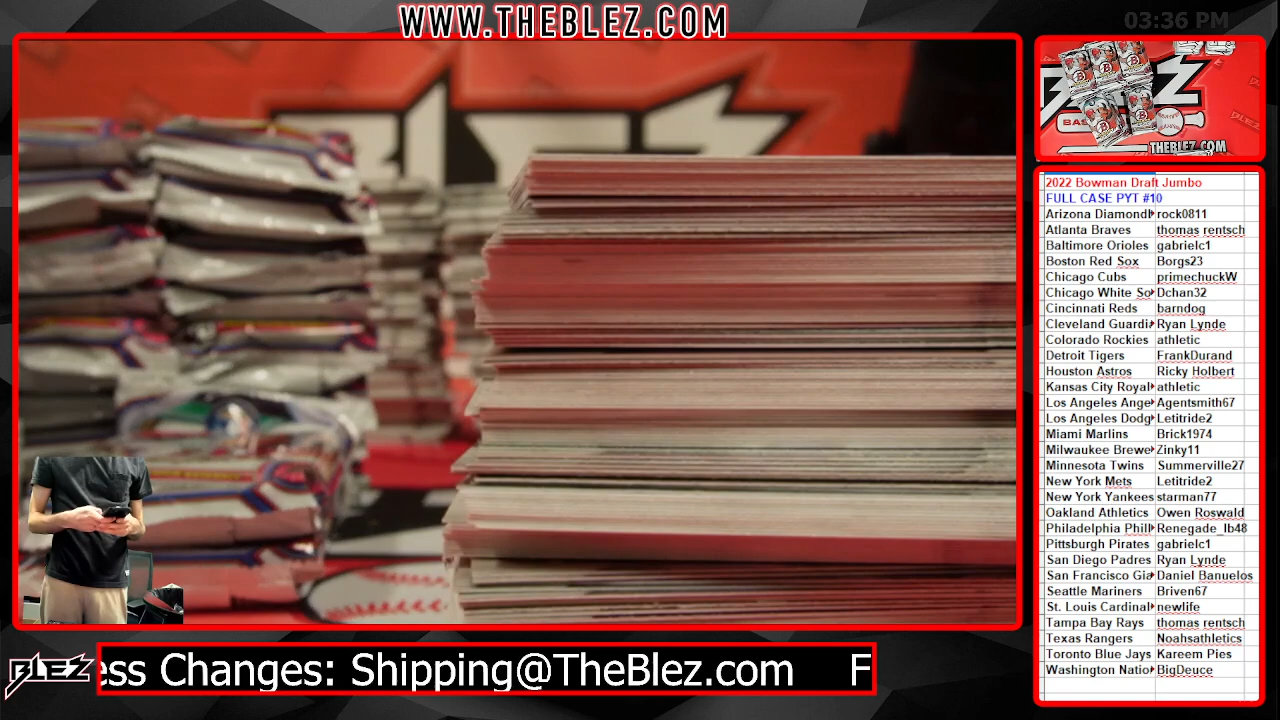 WWW.THEBLEZ.COM
03:36 PM
BLEZ
BLEZ
THEBLEZ.COM
2022 Bowman Draft Jumbo
FULL CASE PYT #10
Arizona Diamond rock0811
Atlanta Braves thomas rentsch
Baltimore Orioles gabrielc1
Boston Red Sox Borgs23
Chicago Cubs primechuckW
Chicago White So Dchan32
Cincinnati Reds barndog
Cleveland Guardi Ryan Lynde
Colorado Rockies athletic
Detroit Tigers FrankDurand
Houston Astros Ricky Holbert
Kansas City Royal athletic
Los Angeles Ange Agentsmith67
Los Angeles Dodg Letitride2
Miami Marlins Brick1974
Milwaukee Brewe Zinky11
Minnesota Twins Summerville27
New York Mets Letitride2
New York Yankees starman77
Oakland Athletics Owen Roswald
Philadelphia Phill Renegade_lb48
Pittsburgh Pirates gabrielc1
San Diego Padres Ryan Lynde
San Francisco Gia Daniel Banuelos
Seattle Mariners Briven67
St. Louis Cardinal newlife
Tampa Bay Rays thomas rentsch
Texas Rangers Noahsathletics
Toronto Blue Jays Kareem Pies
Washington Natio BigDeuce
BLEZ
ess Changes: Shipping@TheBlez.com F